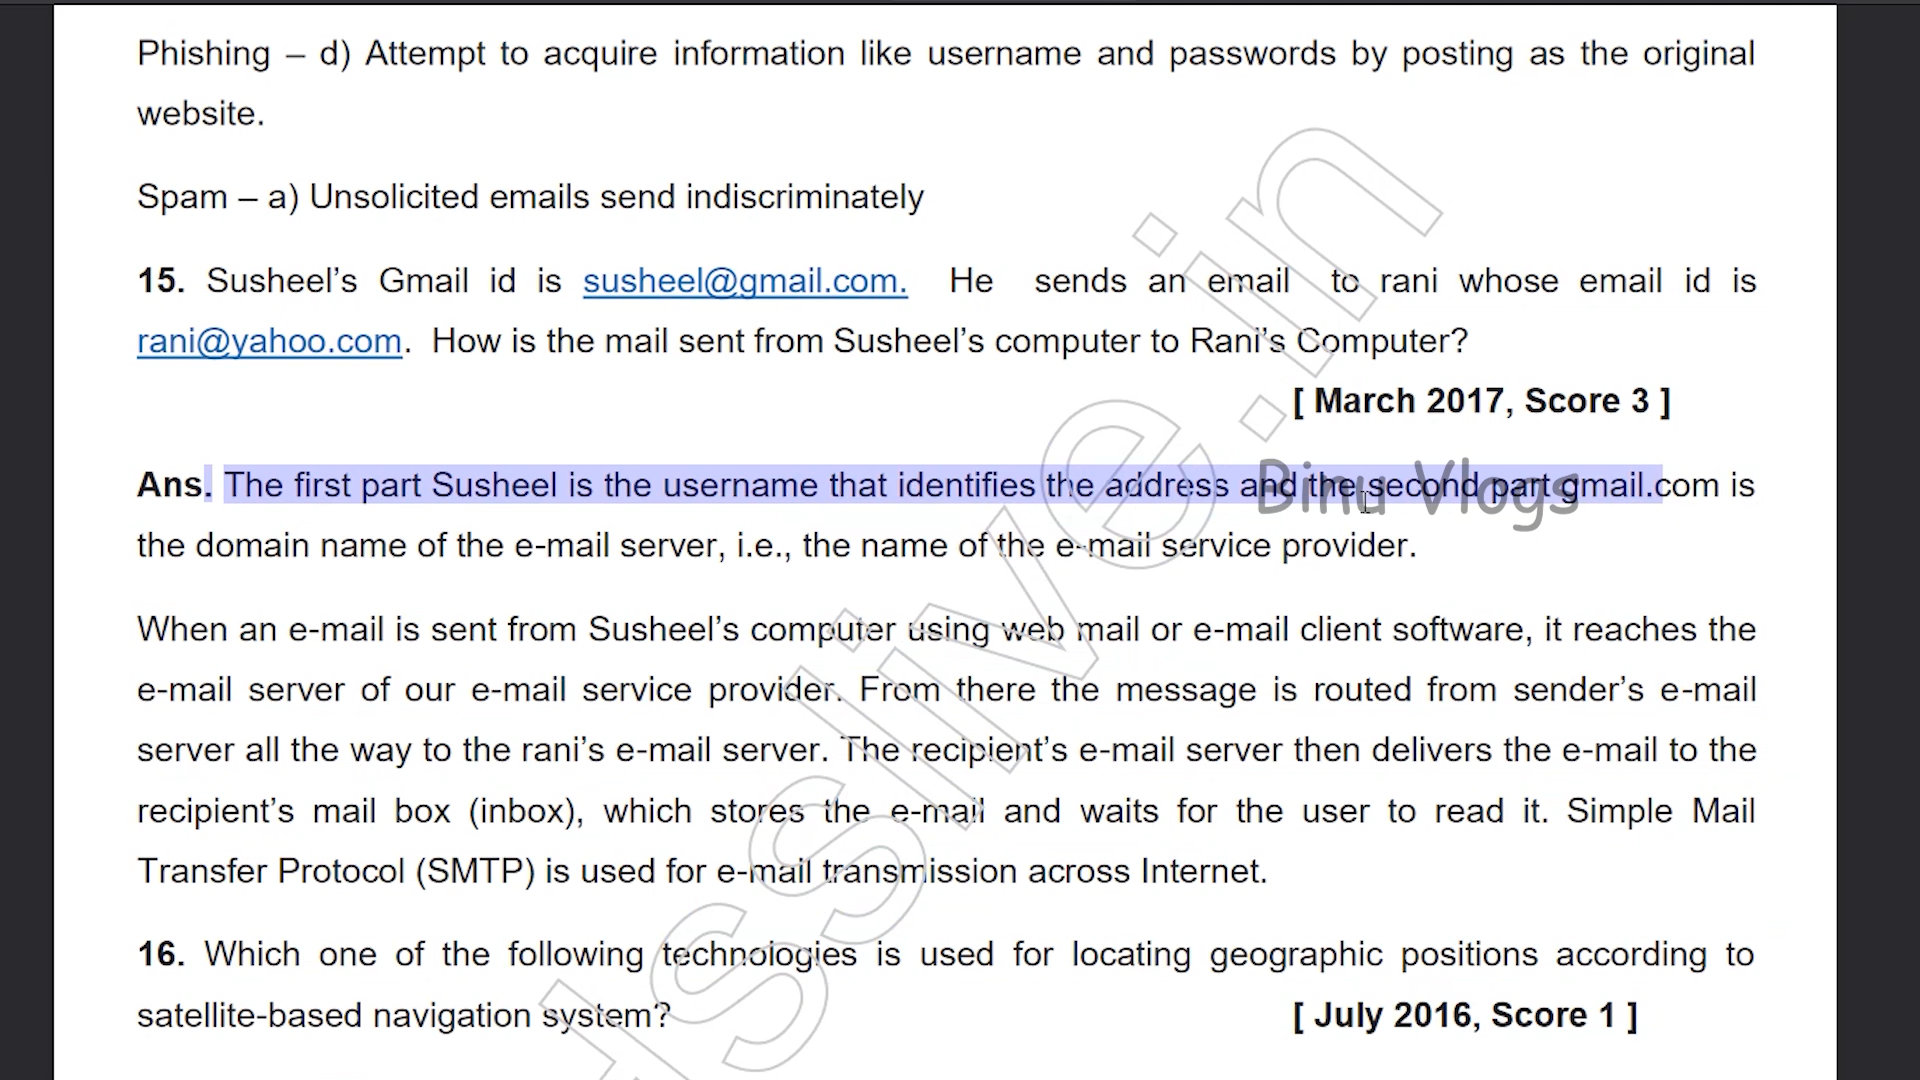 Phishing – d) Attempt to acquire information like username and passwords by posting as the original
website.
Spam – a) Unsolicited emails send indiscriminately
15. Susheel’s Gmail id is susheel@gmail.com. He sends an email to rani whose email id is
rani@yahoo.com. How is the mail sent from Susheel’s computer to Rani’s Computer?
[ March 2017, Score 3 ]
Ans. The first part Susheel is the username that identifies the address and the second part gmail.com is
Binu Vlogs
the domain name of the e-mail server, i.e., the name of the e-mail service provider.
When an e-mail is sent from Susheel’s computer using web mail or e-mail client software, it reaches the
e-mail server of our e-mail service provider. From there the message is routed from sender’s e-mail
server all the way to the rani’s e-mail server. The recipient’s e-mail server then delivers the e-mail to the
recipient’s mail box (inbox), which stores the e-mail and waits for the user to read it. Simple Mail
Transfer Protocol (SMTP) is used for e-mail transmission across Internet.
16. Which one of the following technologies is used for locating geographic positions according to
satellite-based navigation system?
[ July 2016, Score 1 ]
sslive.in